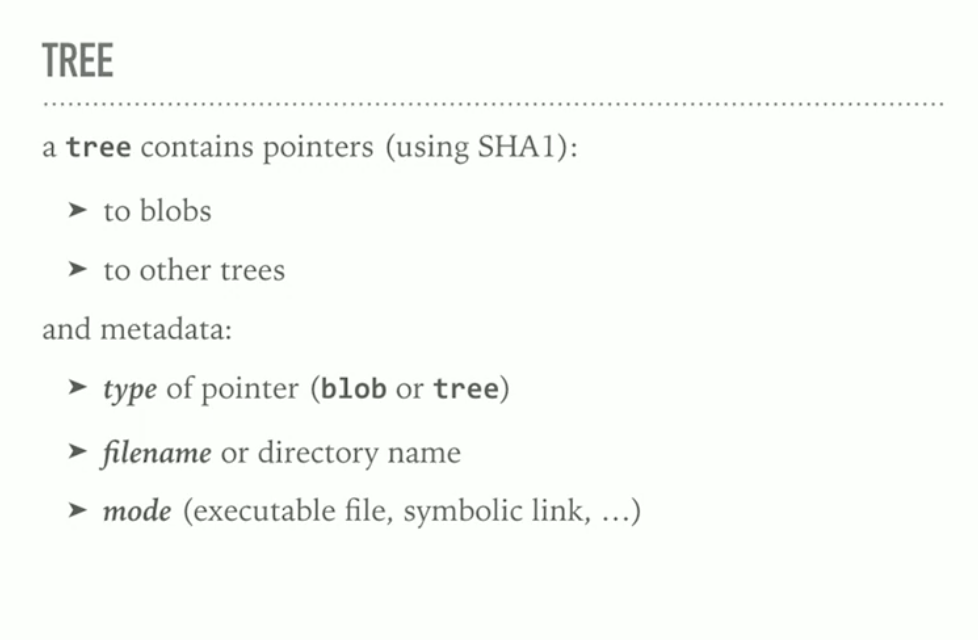 TREE
a tree contains pointers (using SHA1):
➤ to blobs
➤ to other trees
and metadata:
➤ type of pointer (blob or tree)
➤ filename or directory name
➤ mode (executable file, symbolic link, …)